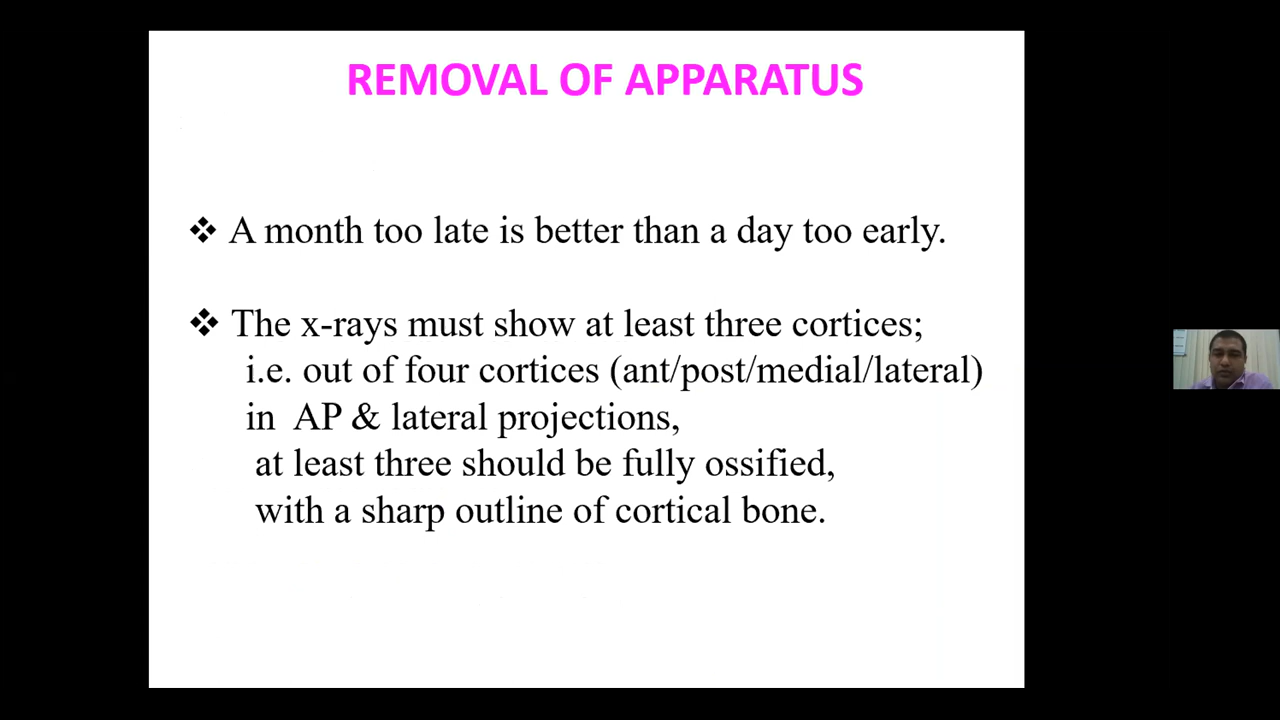 REMOVAL OF APPARATUS
❖ A month too late is better than a day too early.
❖ The x-rays must show at least three cortices;
i.e. out of four cortices (ant/post/medial/lateral)
in AP & lateral projections,
at least three should be fully ossified,
with a sharp outline of cortical bone.